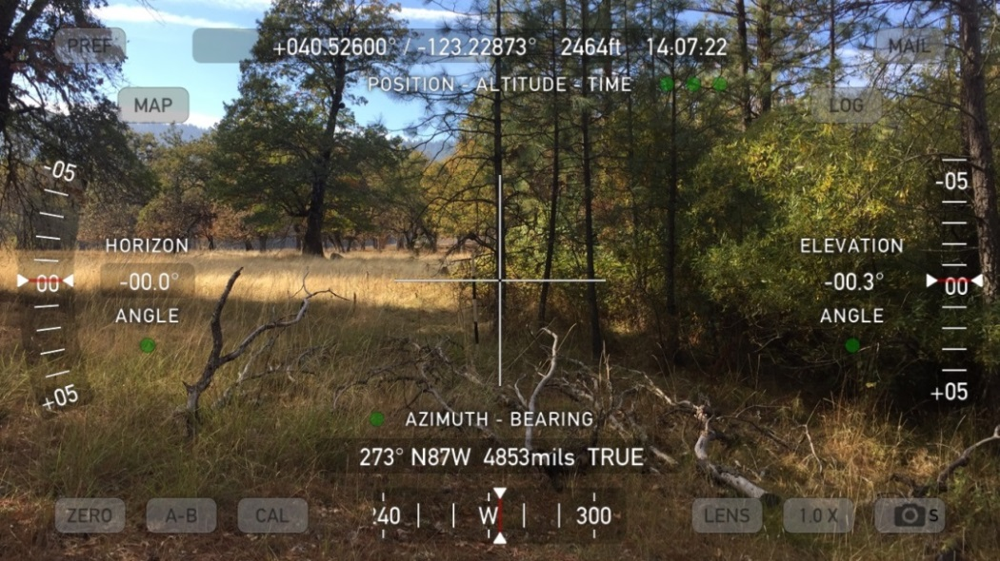 PREF
+040.52600° / -123.22873° 2464ft 14:07:22
MAIL
POSITION - ALTITUDE - TIME
MAP
LOG
-05
-05
HORIZON
ELEVATION
00
-00.0°
-00.3°
00
ANGLE
ANGLE
+05
+05
AZIMUTH - BEARING
273° N87W 4853mils TRUE
ZERO
A-B
CAL
W
300
LENS
1.0 X
S